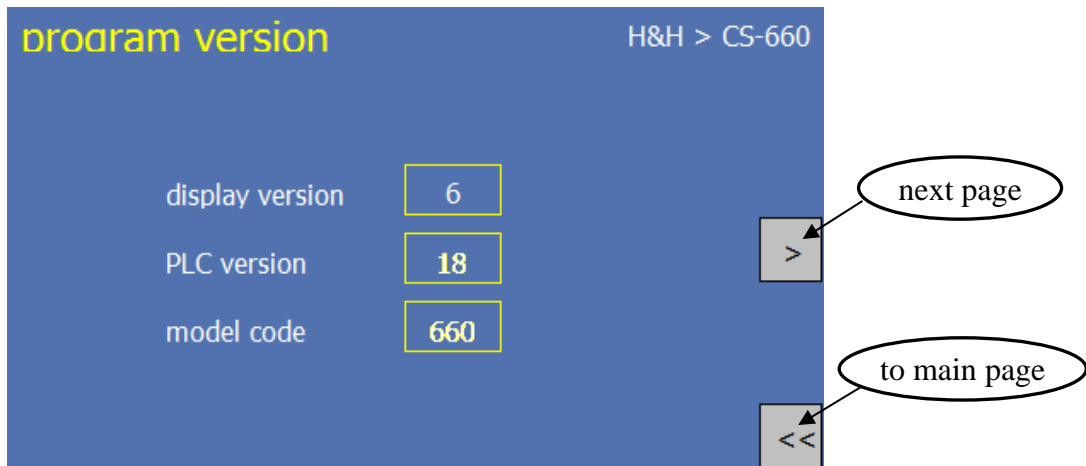 program version
H&H > CS-660
display version 6
next page
PLC version 18
>
model code 660
to main page
<<